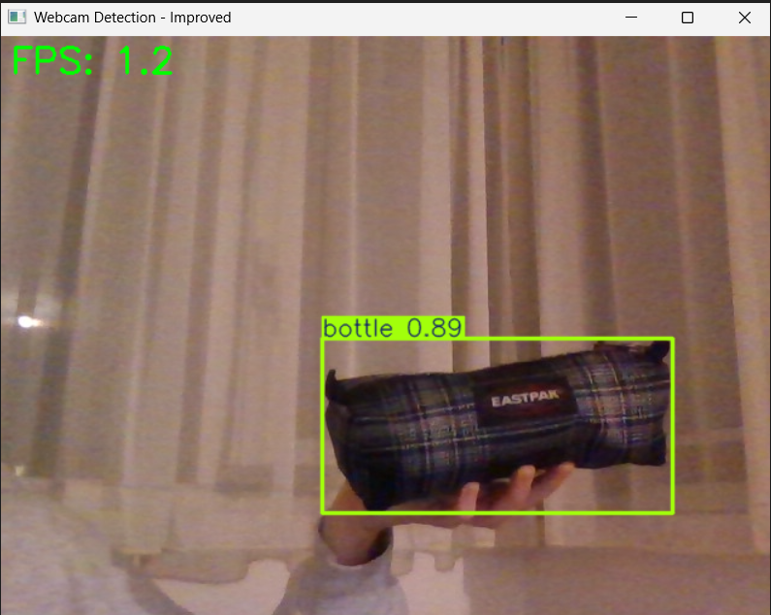 Webcam Detection - Improved
FPS: 1.2
bottle 0.89
EASTPAK